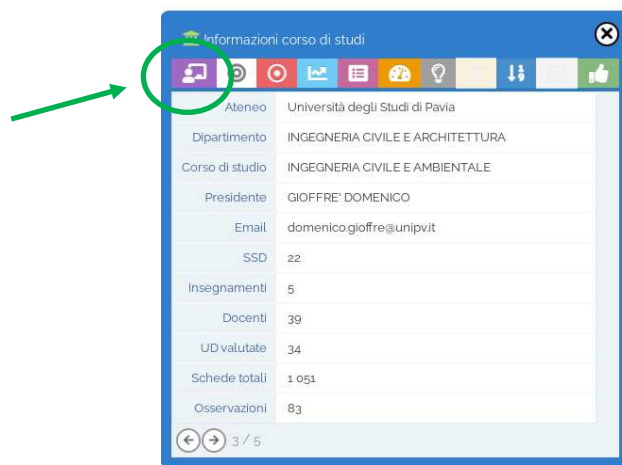 Informazioni corso di studi
Ateneo Università degli Studi di Pavia
Dipartimento INGEGNERIA CIVILE E ARCHITETTURA
Corso di studio INGEGNERIA CIVILE E AMBIENTALE
Presidente GIOFFRE' DOMENICO
Email domenico.gioffre@unipv.it
SSD 22
Insegnamenti 5
Docenti 39
UD valutate 34
Schede totali 1 051
Osservazioni 83
3 / 5